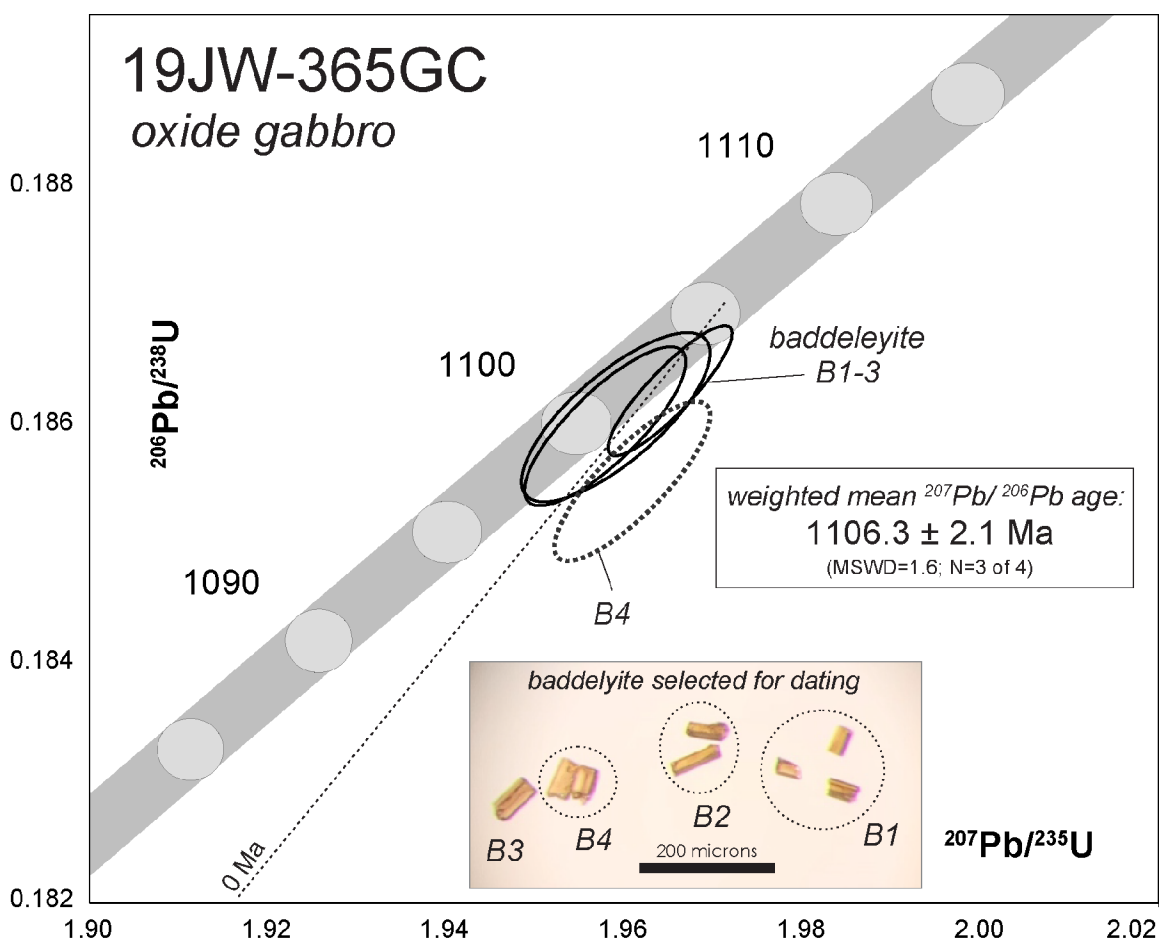 19JW-365GC
oxide gabbro
1110
0.188
baddeleyite
B1-3
1100
²⁰⁶Pb/²³⁸U
0.186
weighted mean ²⁰⁷Pb/ ²⁰⁶Pb age:
1106.3 ± 2.1 Ma
(MSWD=1.6; N=3 of 4)
1090
B4
0.184
baddelyite selected for dating
B3
B4
B2
B1
200 microns
²⁰⁷Pb/²³⁵U
0 Ma
0.182
1.90 1.92 1.94 1.96 1.98 2.00 2.02